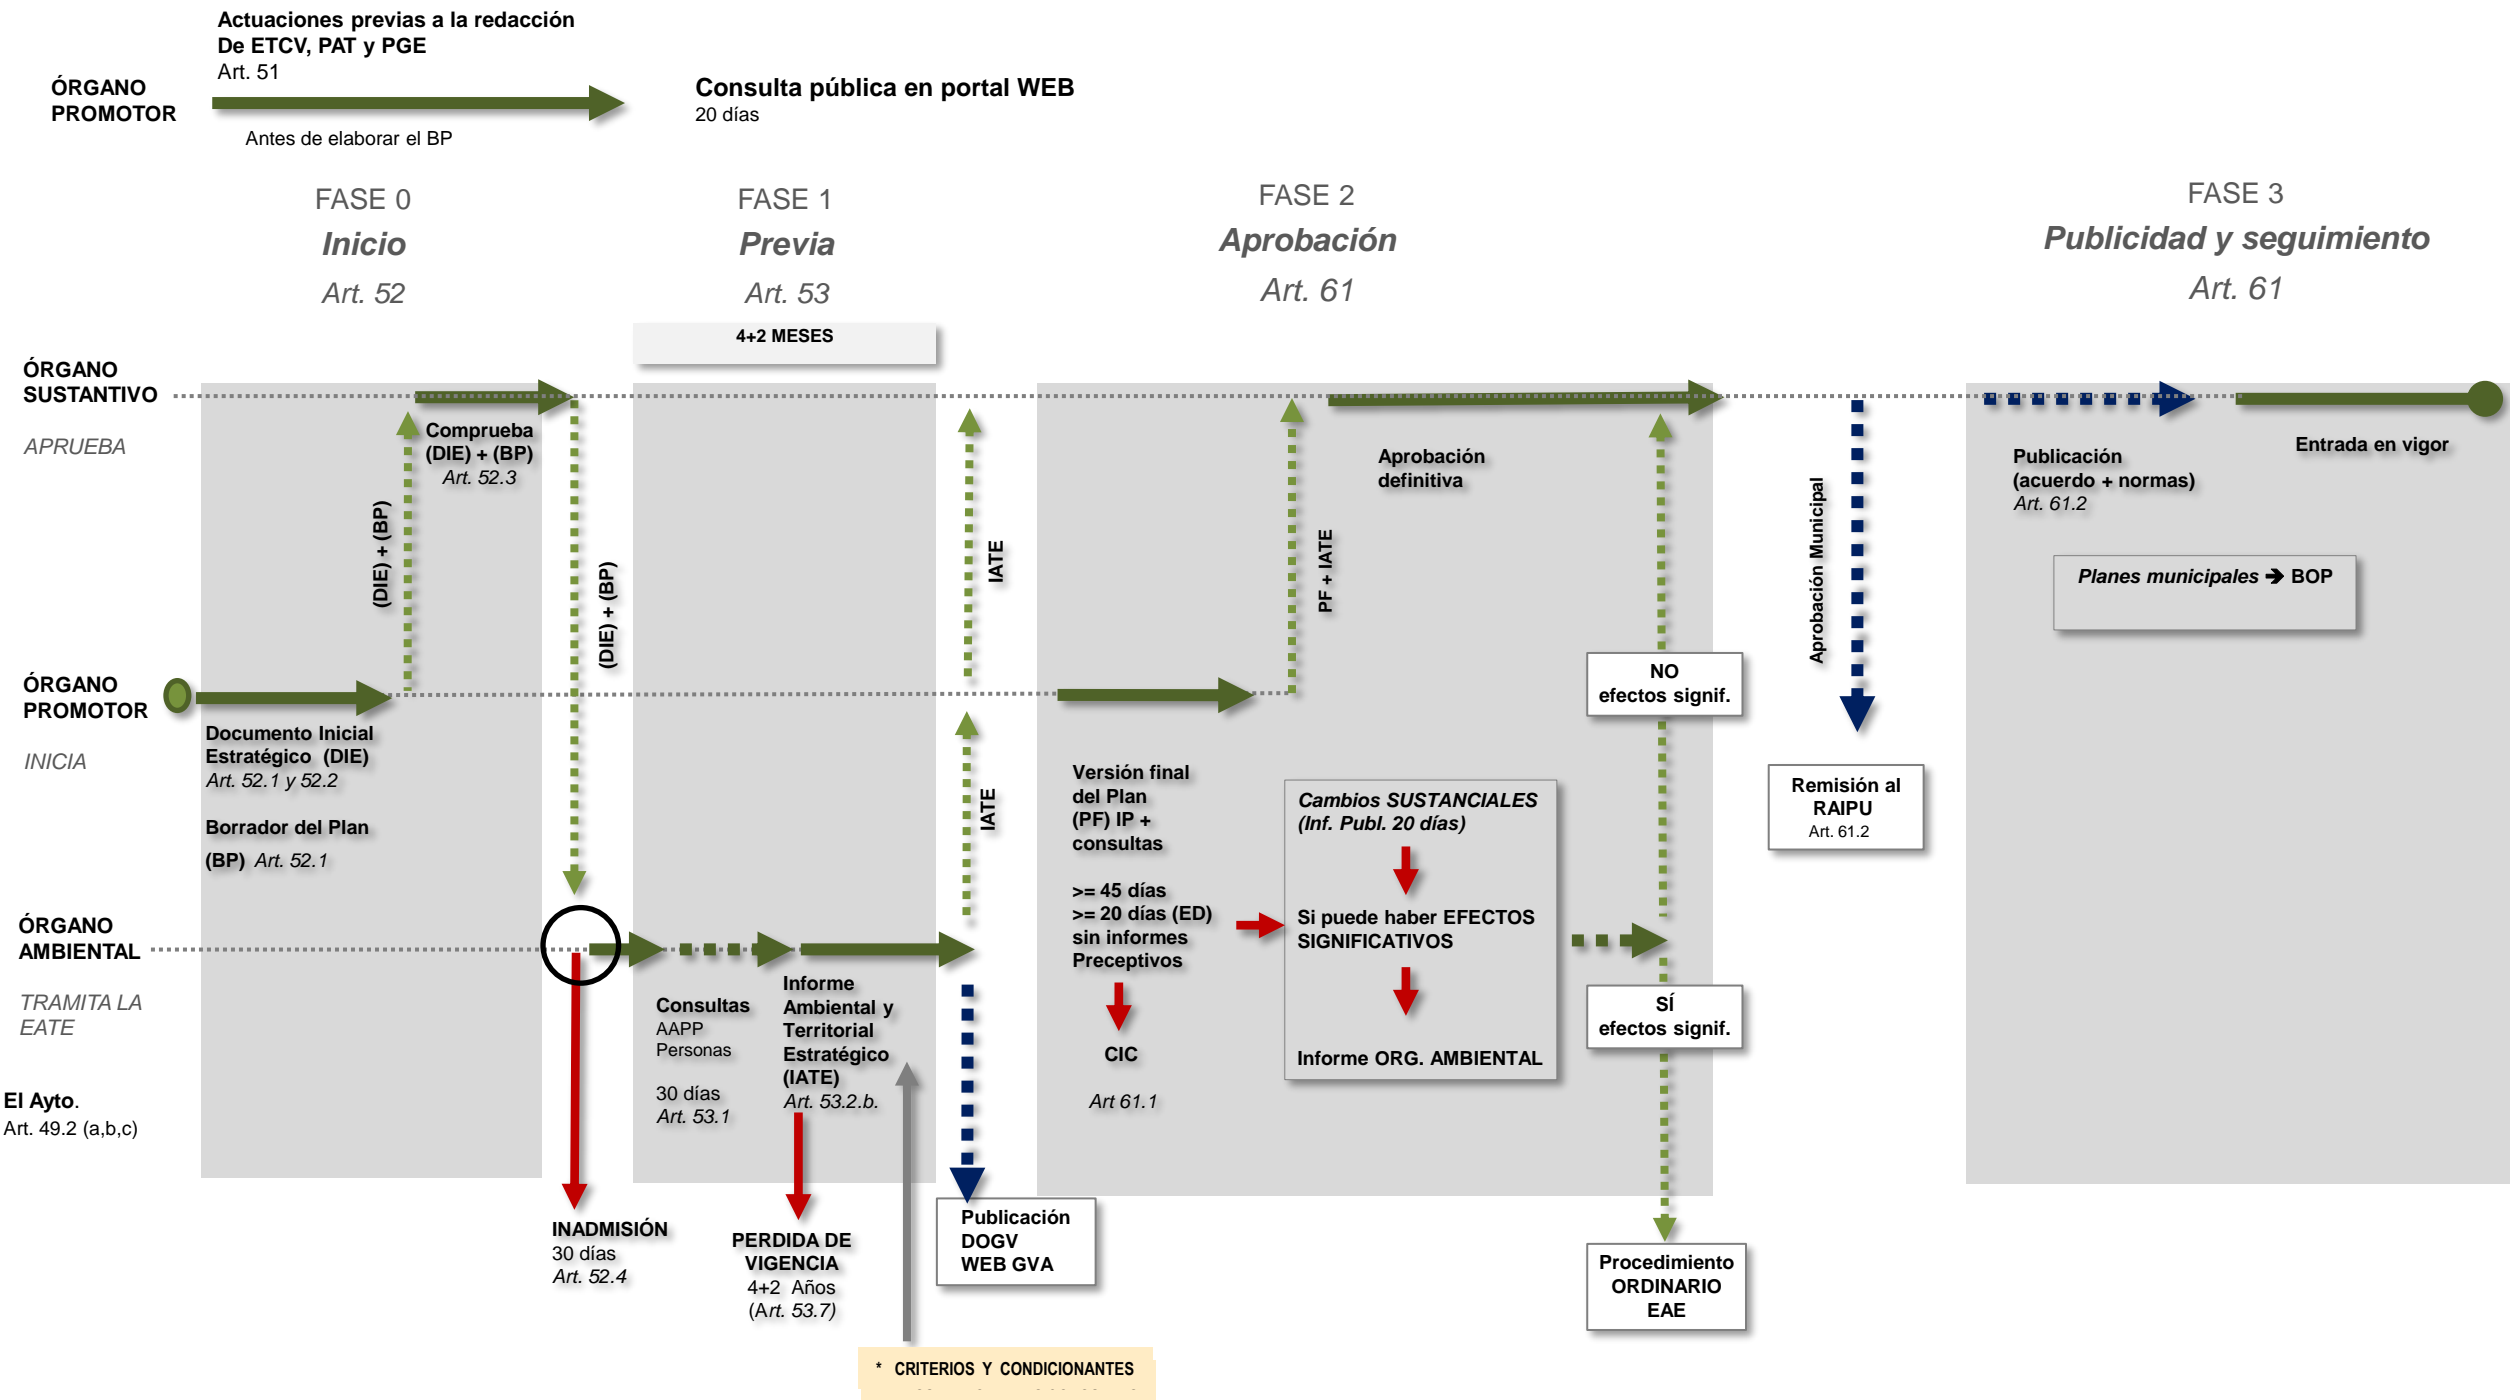 Actuaciones previas a la redacción
De ETCV, PAT y PGE
Art. 51
ÓRGANO
PROMOTOR
Antes de elaborar el BP
Consulta pública en portal WEB
20 días
FASE 0
Inicio
Art. 52
FASE 1
Previa
Art. 53
4+2 MESES
FASE 2
Aprobación
Art. 61
FASE 3
Publicidad y seguimiento
Art. 61
ÓRGANO
SUSTANTIVO
APRUEBA
Comprueba
(DIE) + (BP)
Art. 52.3
(DIE) + (BP)
(DIE) + (BP)
IATE
PF + IATE
Aprobación
definitiva
Aprobación Municipal
Publicación
(acuerdo + normas)
Art. 61.2
Entrada en vigor
Planes municipales ➔ BOP
ÓRGANO
PROMOTOR
INICIA
Documento Inicial
Estratégico (DIE)
Art. 52.1 y 52.2
Borrador del Plan
(BP) Art. 52.1
IATE
Versión final
del Plan
(PF) IP +
consultas
>= 45 días
>= 20 días (ED)
sin informes
Preceptivos
CIC
Art 61.1
Cambios SUSTANCIALES
(Inf. Publ. 20 días)
Si puede haber EFECTOS
SIGNIFICATIVOS
Informe ORG. AMBIENTAL
NO
efectos signif.
SÍ
efectos signif.
Procedimiento
ORDINARIO
EAE
Remisión al
RAIPU
Art. 61.2
ÓRGANO
AMBIENTAL
TRAMITA LA
EATE
El Ayto.
Art. 49.2 (a,b,c)
INADMISIÓN
30 días
Art. 52.4
Consultas
AAPP
Personas
30 días
Art. 53.1
Informe
Ambiental y
Territorial
Estratégico
(IATE)
Art. 53.2.b.
PERDIDA DE
VIGENCIA
4+2 Años
(Art. 53.7)
Publicación
DOGV
WEB GVA
* CRITERIOS Y CONDICIONANTES